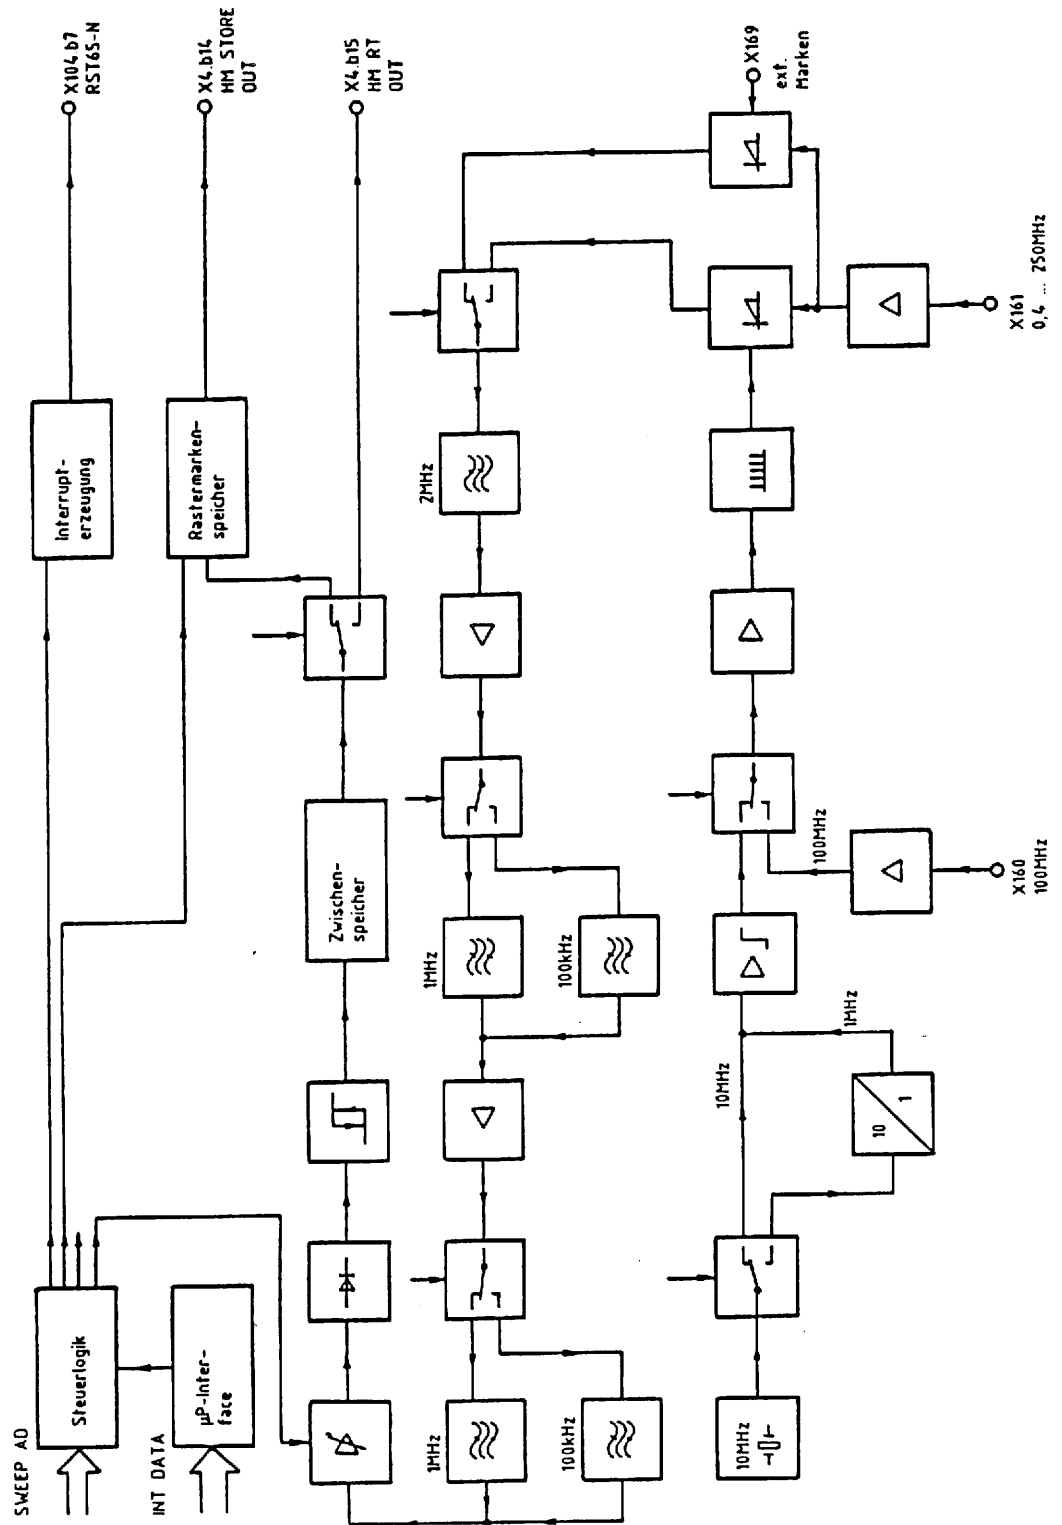 SWEEP AD
Steuerlogik
INT DATA
µP-Inter-
face
Interrupt-
erzeugung
X104.b7
RST65-N
Rastermarken-
speicher
X4.b14
HM STORE
OUT
Zwischen-
speicher
X4.b15
HM RT
OUT
1MHz
100kHz
1MHz
100kHz
2MHz
X169
ext.
Marken
10MHz
10MHz
10
1
1MHz
100MHz
X160
100MHz
X161
0,4 ... 250MHz